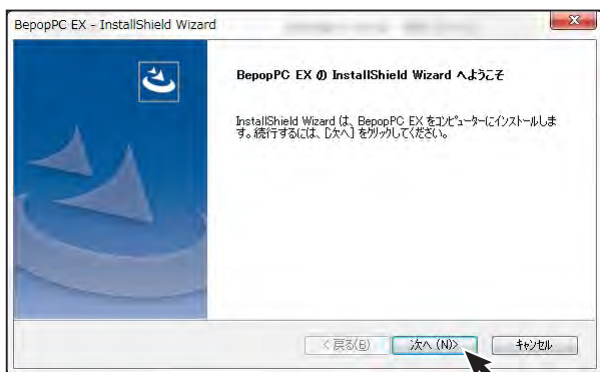 BepopPC EX - InstallShield Wizard
BepopPC EX の InstallShield Wizard へようこそ
InstallShield Wizard は、BepopPC EX をコンピューターにインストールしま
す。続行するには、[次へ] をクリックしてください。
< 戻る(B)
次へ (N)>
キャンセル